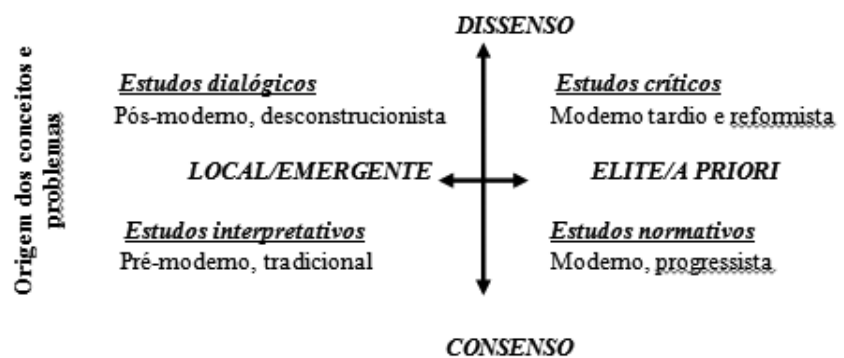 DISSENSO
Origem dos conceitos e
problemas
Estudos dialógicos
Estudos críticos
Pós-moderno, desconstrucionista
Moderno tardio e reformista
LOCAL/EMERGENTE
ELITE/A PRIORI
Estudos interpretativos
Estudos normativos
Pré-moderno, tradicional
Moderno, progressista
CONSENSO